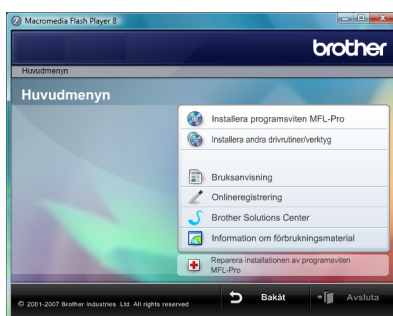 Macromedia Flash Player 8
brother
Huvudmenyn
Huvudmenyn
Installera programsviten MFL-Pro
Installera andra drivrutiner/verktyg
Bruksanvisning
Onlineregistrering
Brother Solutions Center
Information om förbrukningsmaterial
Reparera installationen av programsviten
MFL-Pro
© 2001-2007 Brother Industries Ltd. All rights reserved
Bakåt
Avsluta